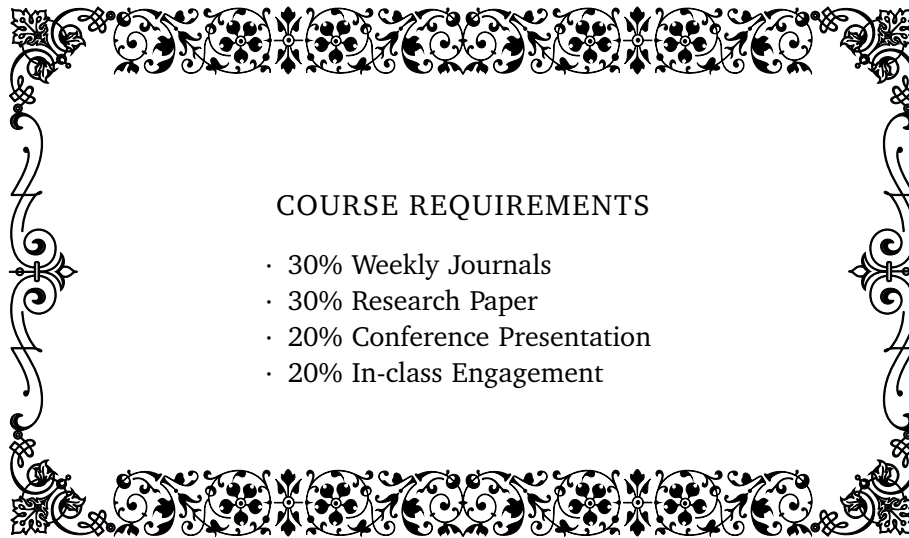 COURSE REQUIREMENTS
· 30% Weekly Journals
· 30% Research Paper
· 20% Conference Presentation
· 20% In-class Engagement